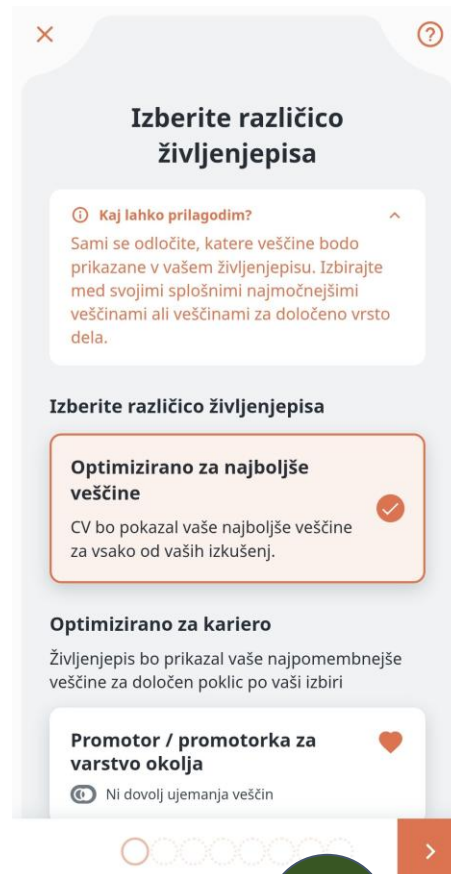 Izberite različico
življenjepisa
Kaj lahko prilagodim?
Sami se odločite, katere veščine bodo
prikazane v vašem življenjepisu. Izbirajte
med svojimi splošnimi najmočnejšimi
veščinami ali veščinami za določeno vrsto
dela.
Izberite različico življenjepisa
Optimizirano za najboljše
veščine
CV bo pokazal vaše najboljše veščine
za vsako od vaših izkušenj.
Optimizirano za kariero
Življenjepis bo prikazal vaše najpomembnejše
veščine za določen poklic po vaši izbiri
Promotor / promotorka za
varstvo okolja
Ni dovolj ujemanja veščin